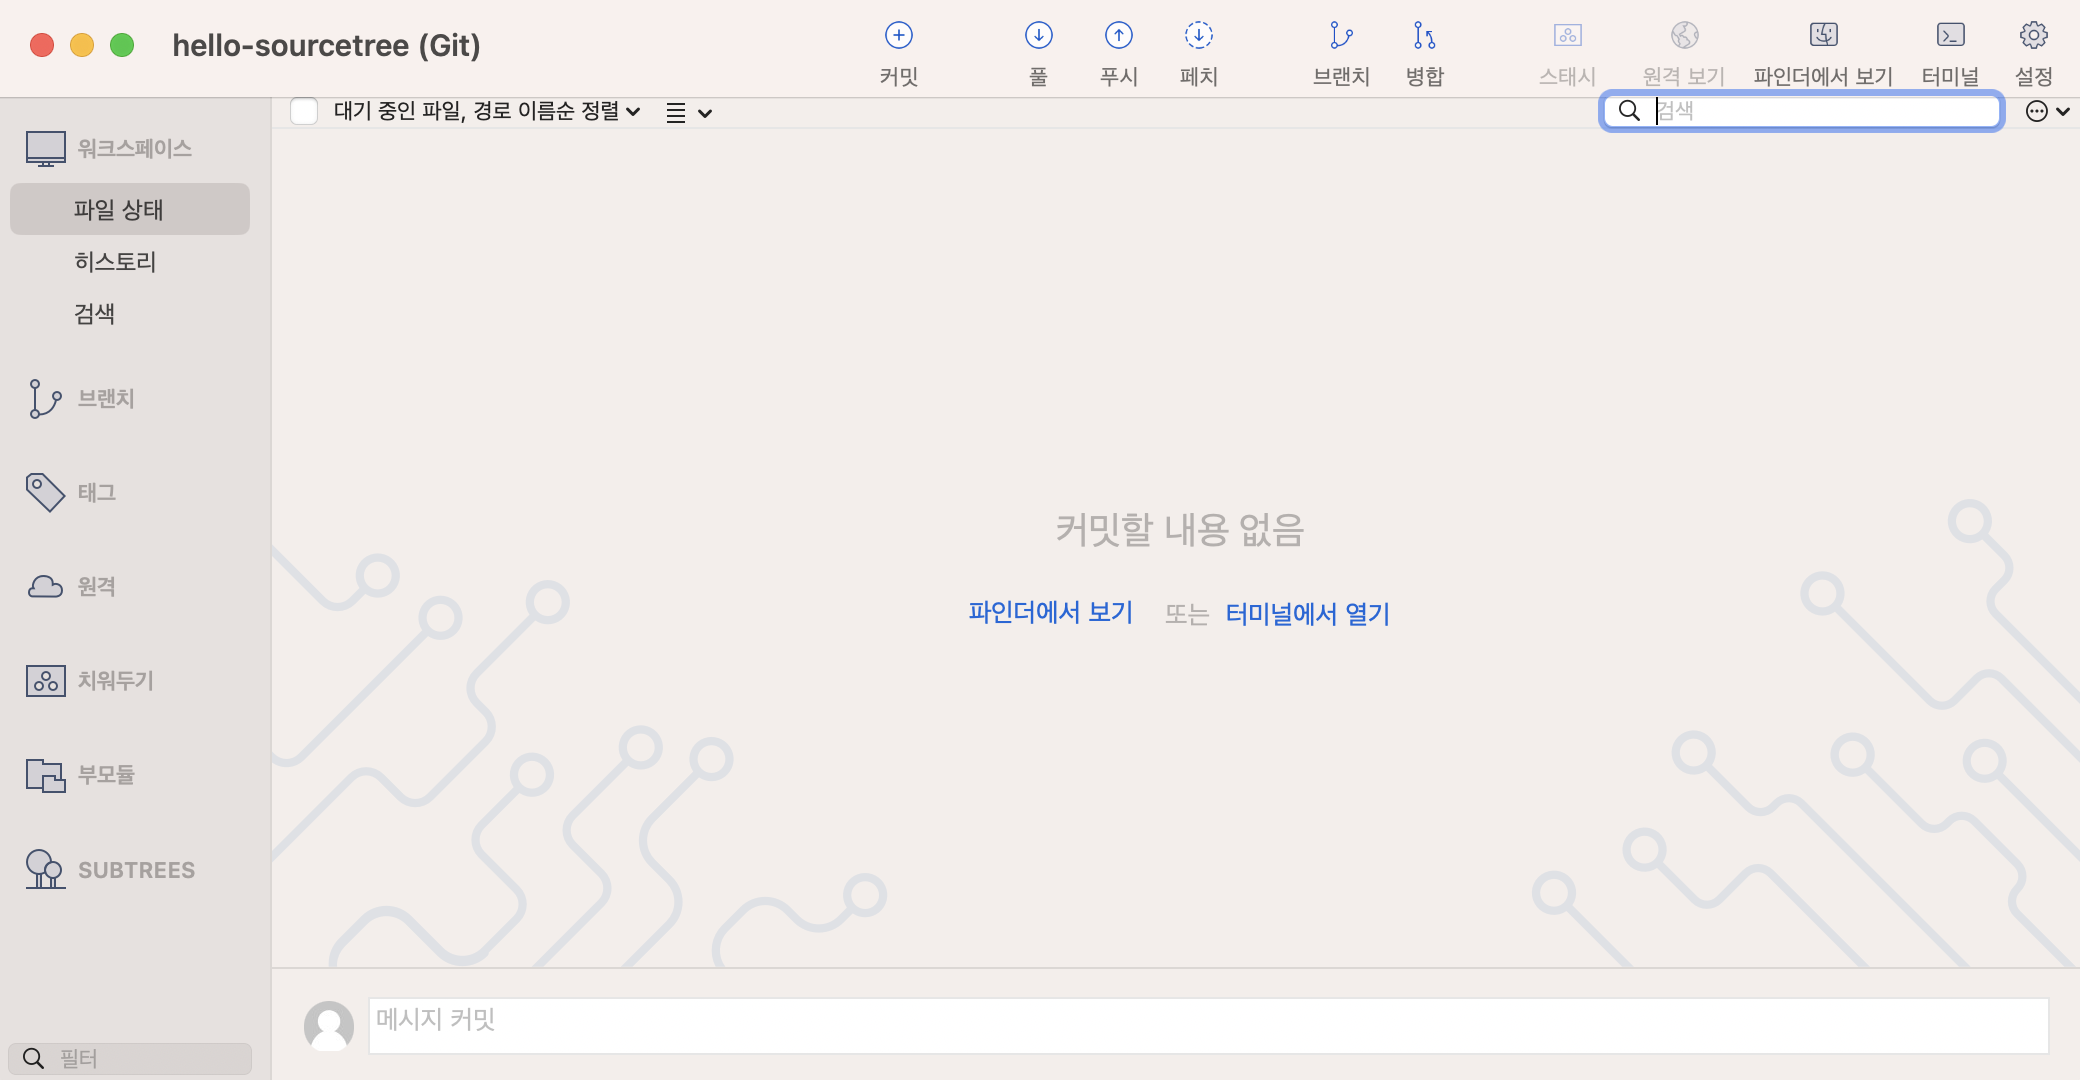 hello-sourcetree (Git)
커밋
풀
푸시
페치
브랜치
병합
스태시
원격 보기
파인더에서 보기
터미널
설정
대기 중인 파일, 경로 이름순 정렬
검색
워크스페이스
파일 상태
히스토리
검색
브랜치
태그
원격
치워두기
부모듈
SUBTREES
필터
커밋할 내용 없음
파인더에서 보기 또는 터미널에서 열기
메시지 커밋